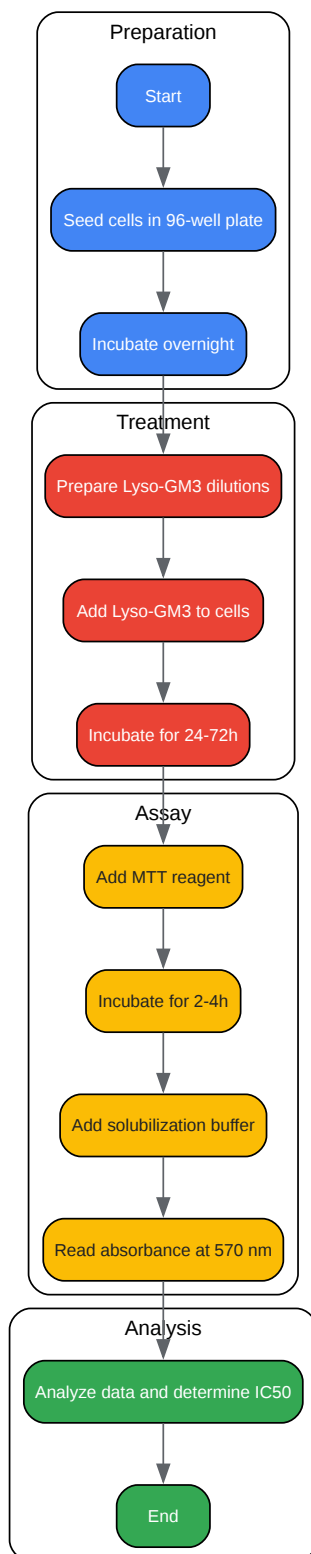 Preparation
Start
Seed cells in 96-well plate
Incubate overnight
Treatment
Prepare Lyso-GM3 dilutions
Add Lyso-GM3 to cells
Incubate for 24-72h
Assay
Add MTT reagent
Incubate for 2-4h
Add solubilization buffer
Read absorbance at 570 nm
Analysis
Analyze data and determine IC50
End